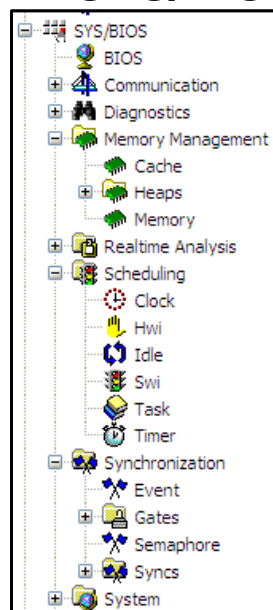 SYS/BIOS
BIOS
Communication
Diagnostics
Memory Management
Cache
Heaps
Memory
Realtime Analysis
Scheduling
Clock
Hwi
Idle
Swi
Task
Timer
Synchronization
Event
Gates
Semaphore
Syncs
System